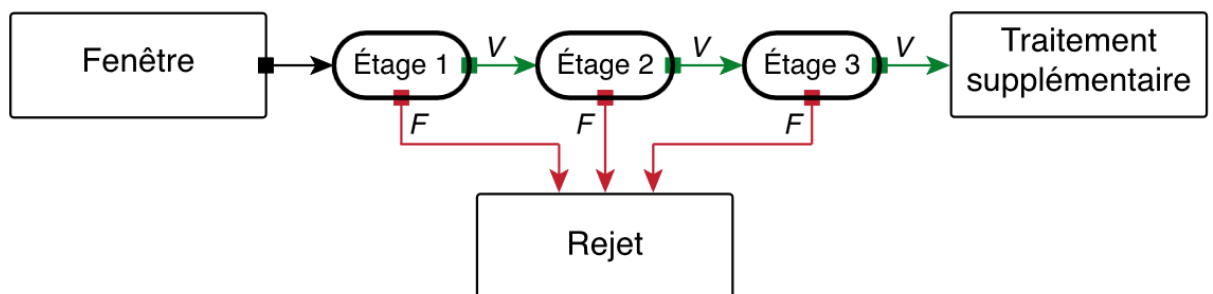 Fenêtre
Étage 1
V
Étage 2
V
Étage 3
V
Traitement
supplémentaire
F
F
F
Rejet